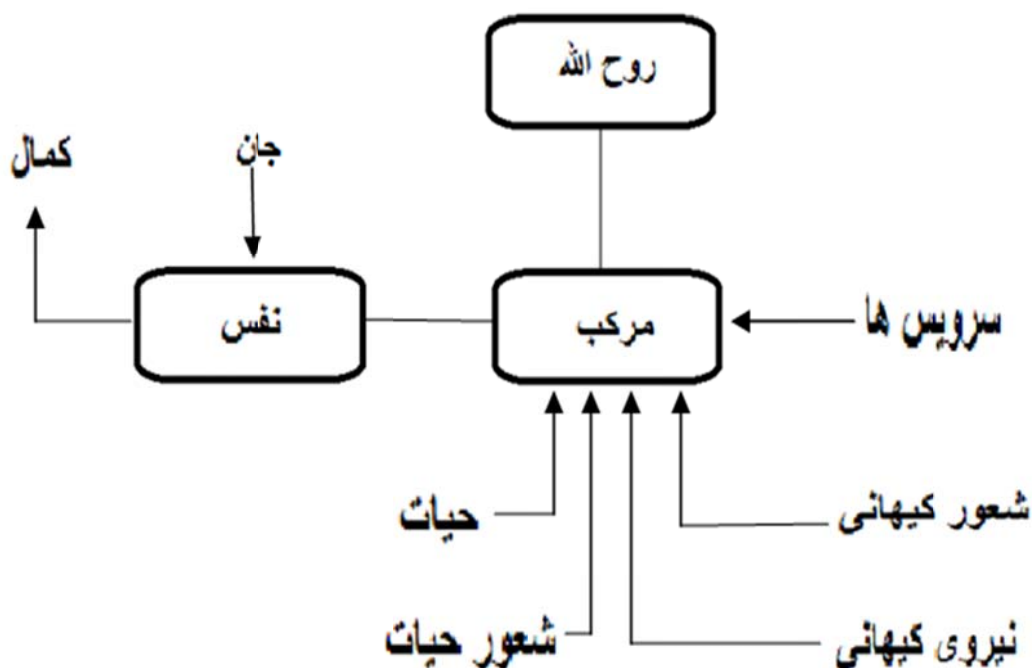 روح الله
کمال
جان
نفس
مرکب
سرویس ها
حیات
شعور کیهانی
شعور حیات
نیروی کیهانی